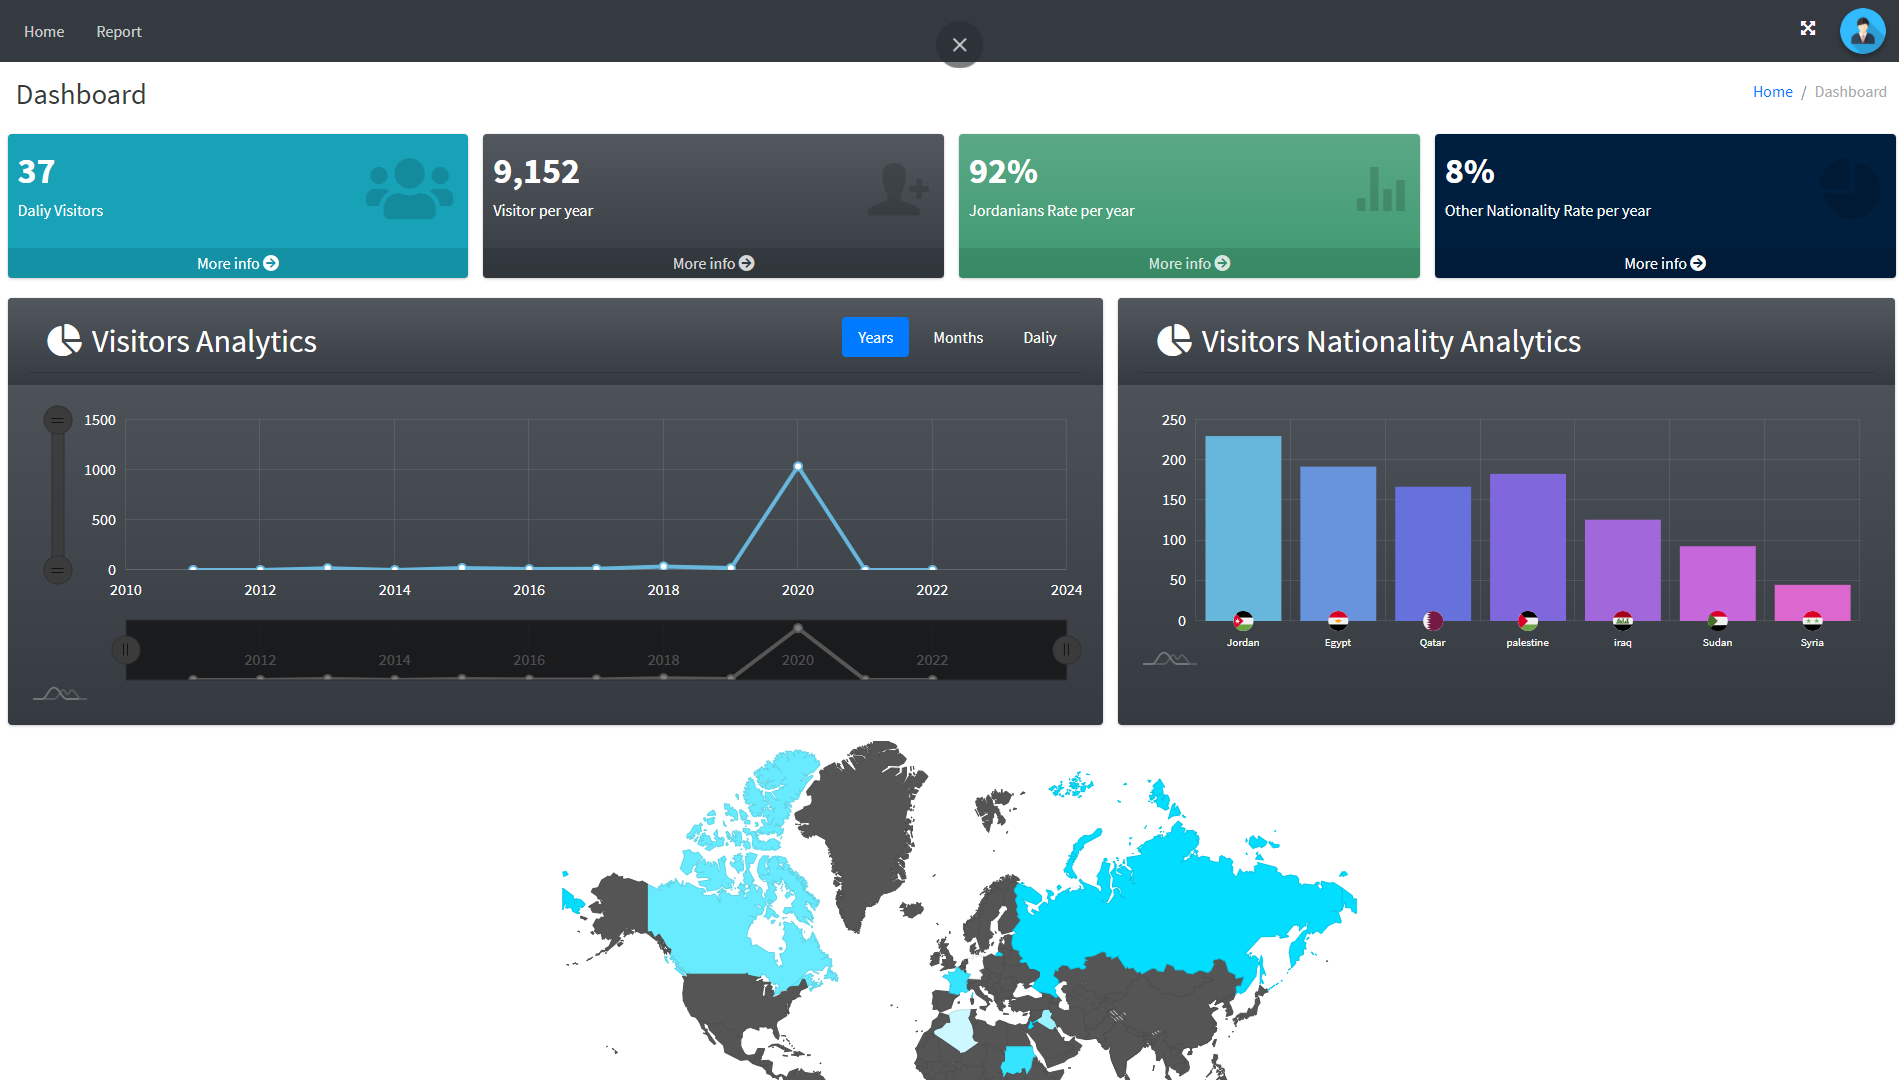 Home Report
Dashboard
Home / Dashboard
37
Daliy Visitors
More info
9,152
Visitor per year
More info
92%
Jordanians Rate per year
More info
8%
Other Nationality Rate per year
More info
Visitors Analytics
Years Months Daliy
1500
1000
500
0
2010 2012 2014 2016 2018 2020 2022 2024
2012 2014 2016 2018 2020 2022
Visitors Nationality Analytics
250
200
150
100
50
0
Jordan Egypt Qatar palestine iraq Sudan Syria